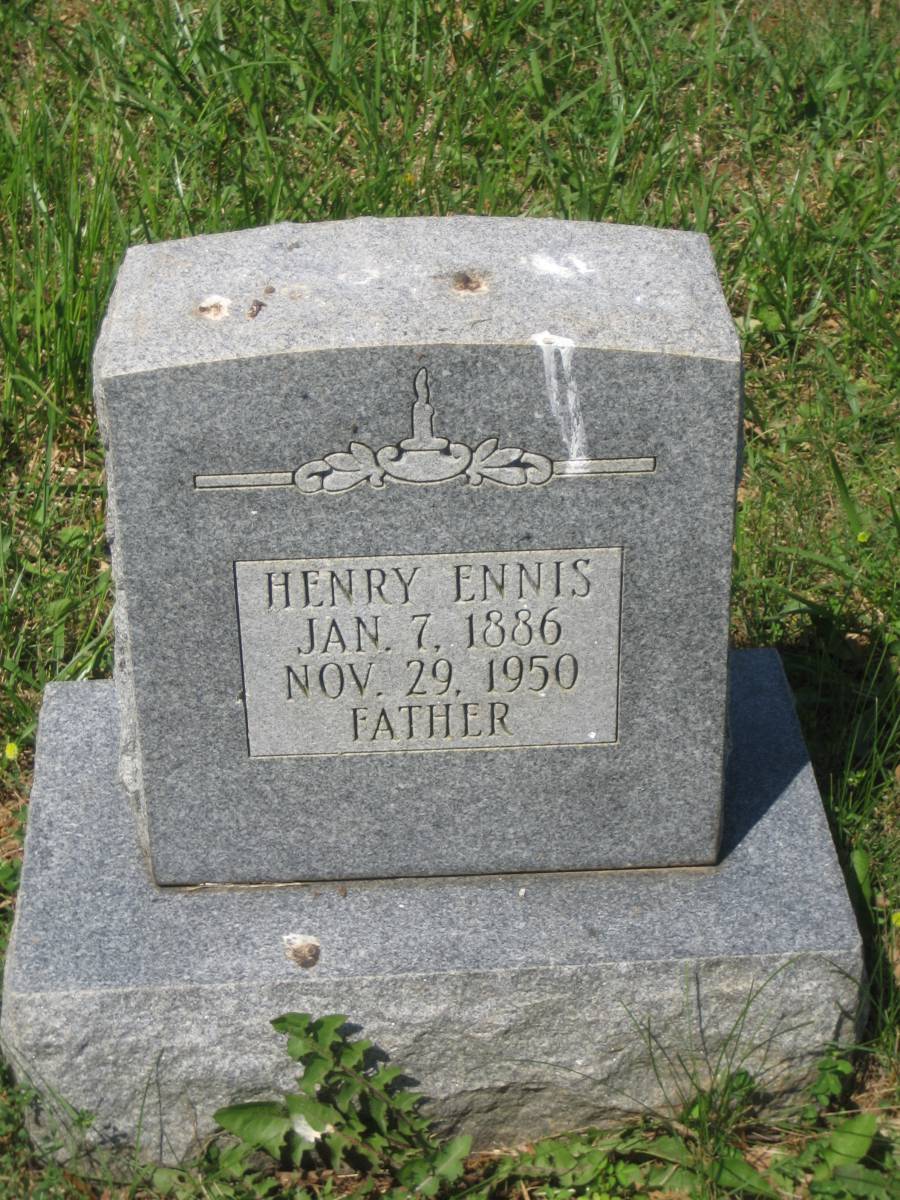 HENRY ENNIS
JAN. 7, 1886
NOV. 29, 1950
FATHER